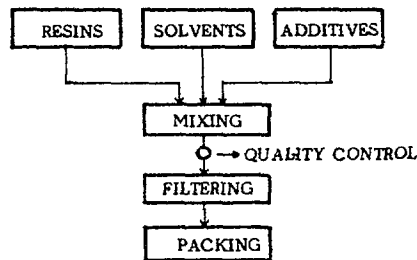 RESINS
SOLVENTS
ADDITIVES
MIXING
QUALITY CONTROL
FILTERING
PACKING